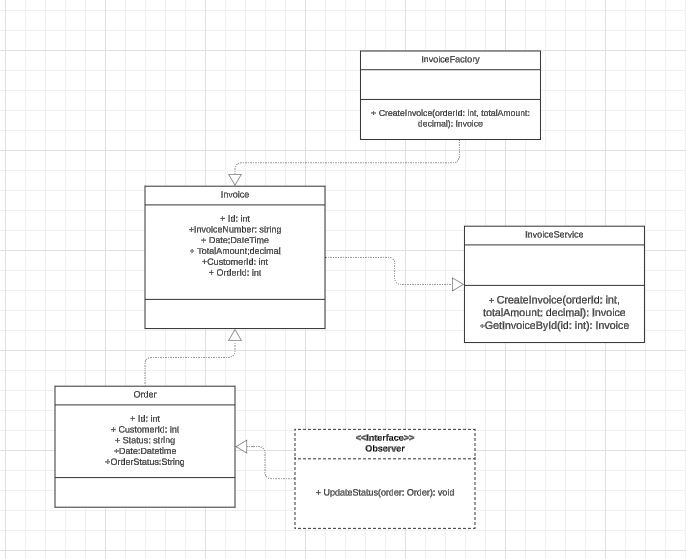 InvoiceFactory
+ CreateInvoice(orderId: int, totalAmount:
decimal): Invoice
Invoice
+ Id: int
+InvoiceNumber: string
+ Date;DateTime
+ TotalAmount;decimal
+CustomerId: int
+ OrderId: int
InvoiceService
+ CreateInvoice(orderId: int,
totalAmount; decimal); Invoice
+GetInvoiceById(id: int): Invoice
Order
+ Id: int
+ CustomerId: int
+ Status: string
+Date:Datetime
+OrderStatus:String
<<Interface>>
Observer
+ UpdateStatus(order: Order): void